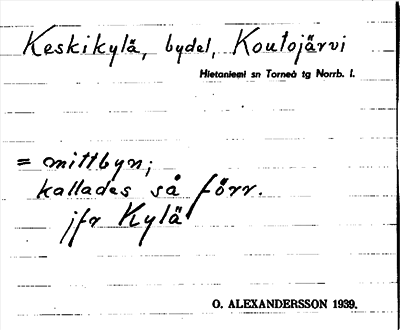 Keskikylä, bydel, Koutojärvi
Hietaniemi sn Torneå tg Norrb. l.
= mittbyn;
kallades så förr.
jfr Kylä
O. ALEXANDERSSON 1939.